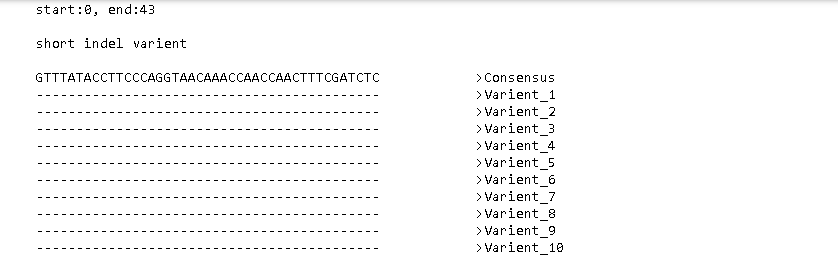 start:0, end:43
short indel varient
GTTTATACCTTCCCAGGTAACAAACCAACCAACTTTCGATCTC >Consensus
------------------------------------------- >Varient_1
------------------------------------------- >Varient_2
------------------------------------------- >Varient_3
------------------------------------------- >Varient_4
------------------------------------------- >Varient_5
------------------------------------------- >Varient_6
------------------------------------------- >Varient_7
------------------------------------------- >Varient_8
------------------------------------------- >Varient_9
------------------------------------------- >Varient_10